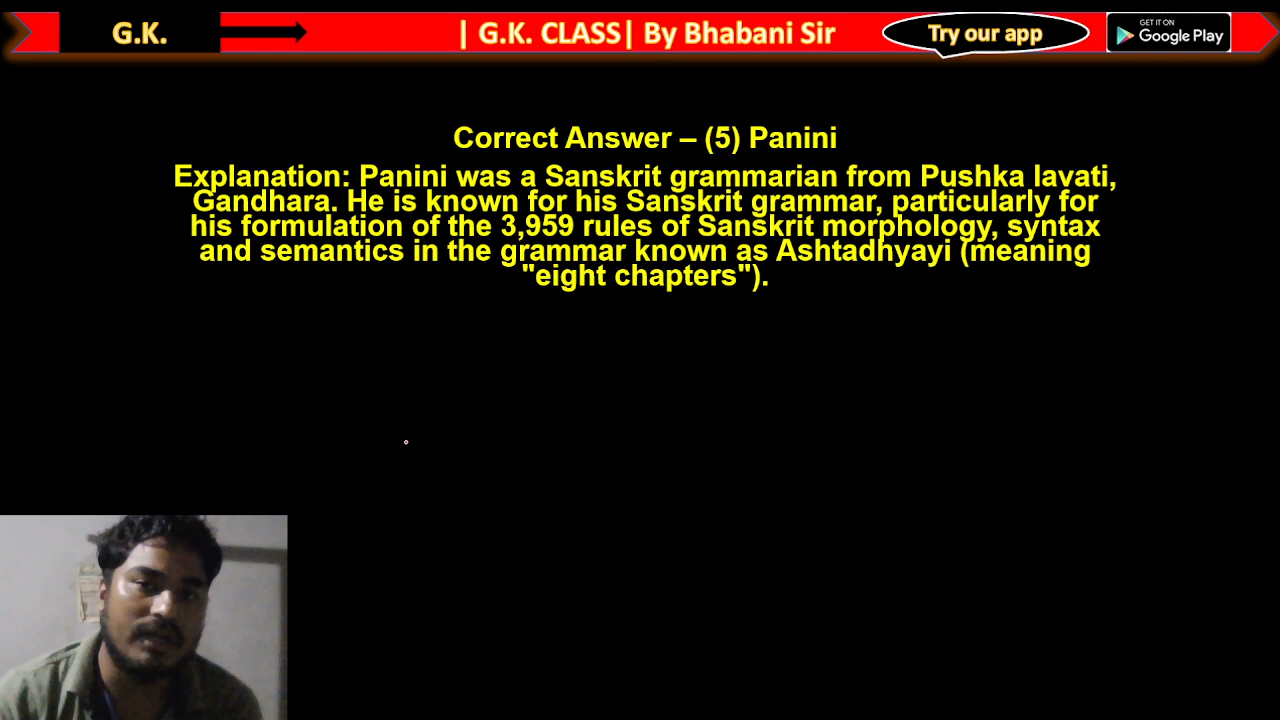 G.K.
| G.K. CLASS| By Bhabani Sir
Try our app
GET IT ON
Google Play
Correct Answer – (5) Panini
Explanation: Panini was a Sanskrit grammarian from Pushka lavati,
Gandhara. He is known for his Sanskrit grammar, particularly for
his formulation of the 3,959 rules of Sanskrit morphology, syntax
and semantics in the grammar known as Ashtadhyayi (meaning
"eight chapters").